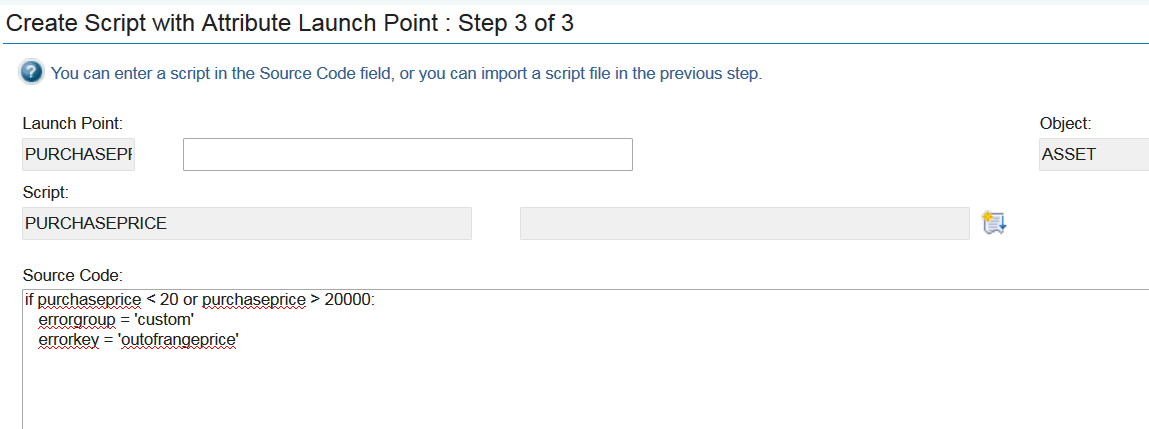 Create Script with Attribute Launch Point : Step 3 of 3
? You can enter a script in the Source Code field, or you can import a script file in the previous step.
Launch Point: Object:
PURCHASEPR ASSET
Script:
PURCHASEPRICE
Source Code:
if purchaseprice < 20 or purchaseprice > 20000:
errorgroup = 'custom'
errorkey = 'outofrangeprice'